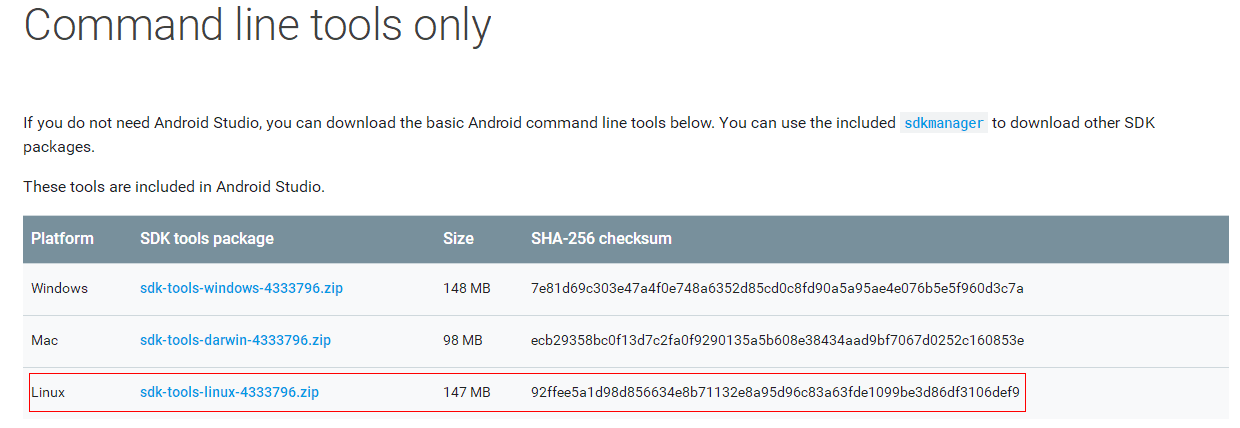 Command line tools only
If you do not need Android Studio, you can download the basic Android command line tools below. You can use the included sdkmanager to download other SDK
packages.
These tools are included in Android Studio.
Platform SDK tools package Size SHA-256 checksum
Windows sdk-tools-windows-4333796.zip 148 MB 7e81d69c303e47a4f0e748a6352d85cd0c8fd90a5a95ae4e076b5e5f960d3c7a
Mac sdk-tools-darwin-4333796.zip 98 MB ecb29358bc0f13d7c2fa0f9290135a5b608e38434aad9bf7067d0252c160853e
Linux sdk-tools-linux-4333796.zip 147 MB 92ffee5a1d98d856634e8b71132e8a95d96c83a63fde1099be3d86df3106def9